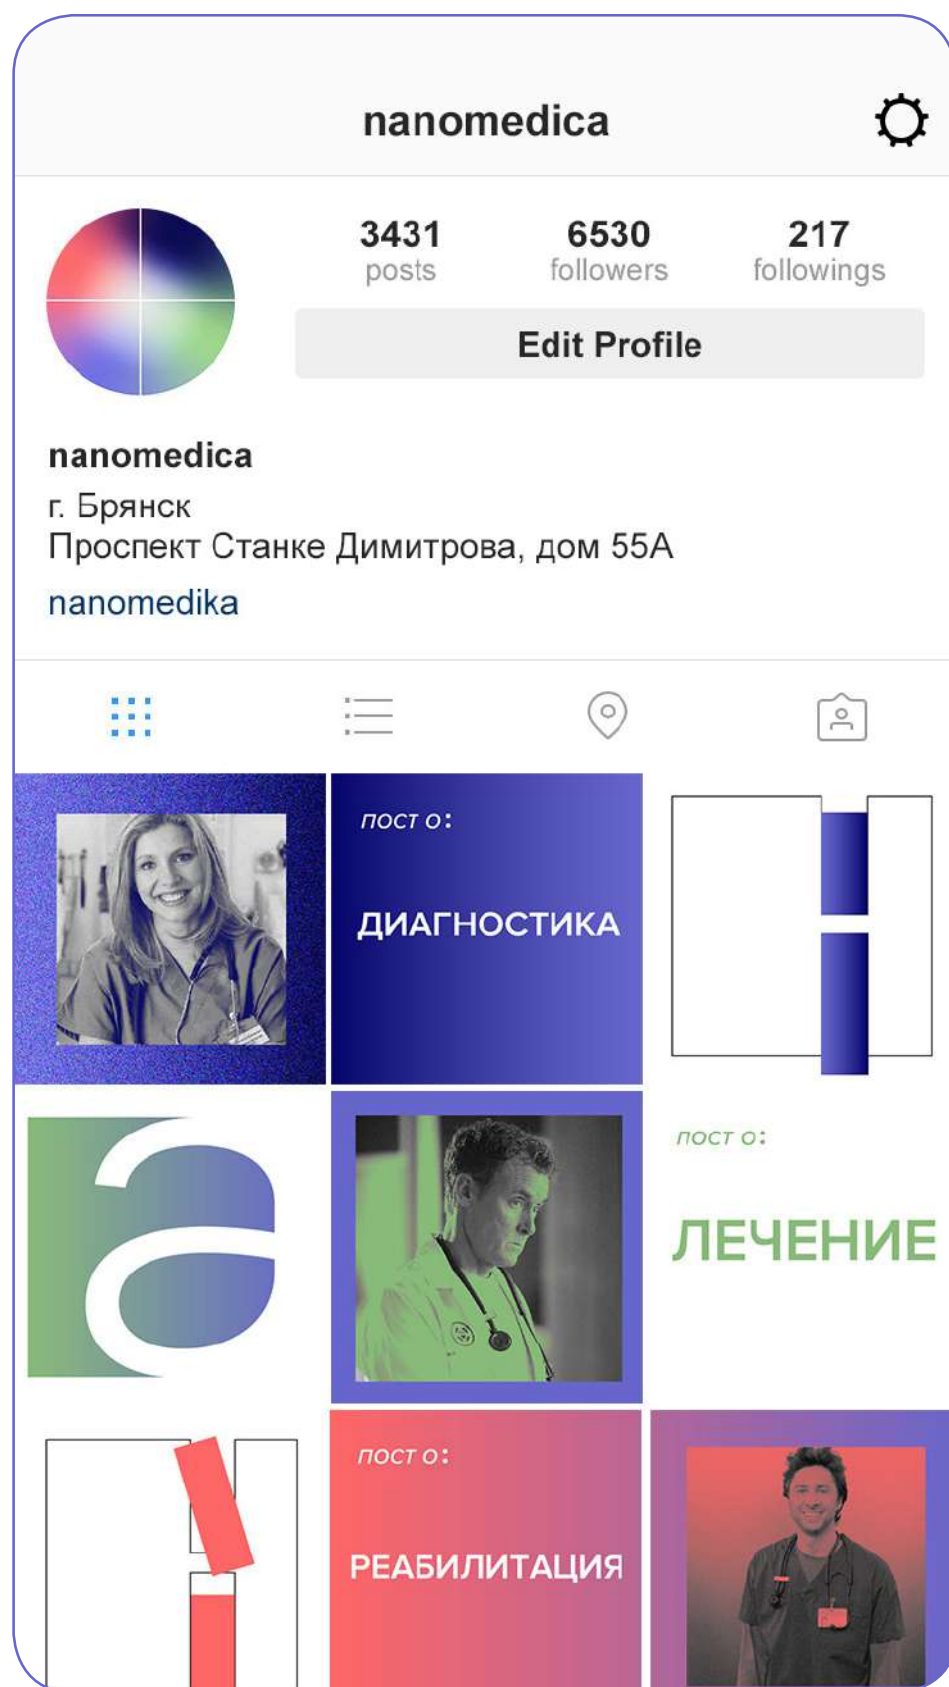 nanomedica
3431 6530 217
posts followers followings
Edit Profile
nanomedica
г. Брянск
Проспект Станке Димитрова, дом 55А
nanomedika
пост о:
ДИАГНОСТИКА
a
пост о:
ЛЕЧЕНИЕ
пост о:
РЕАБИЛИТАЦИЯ